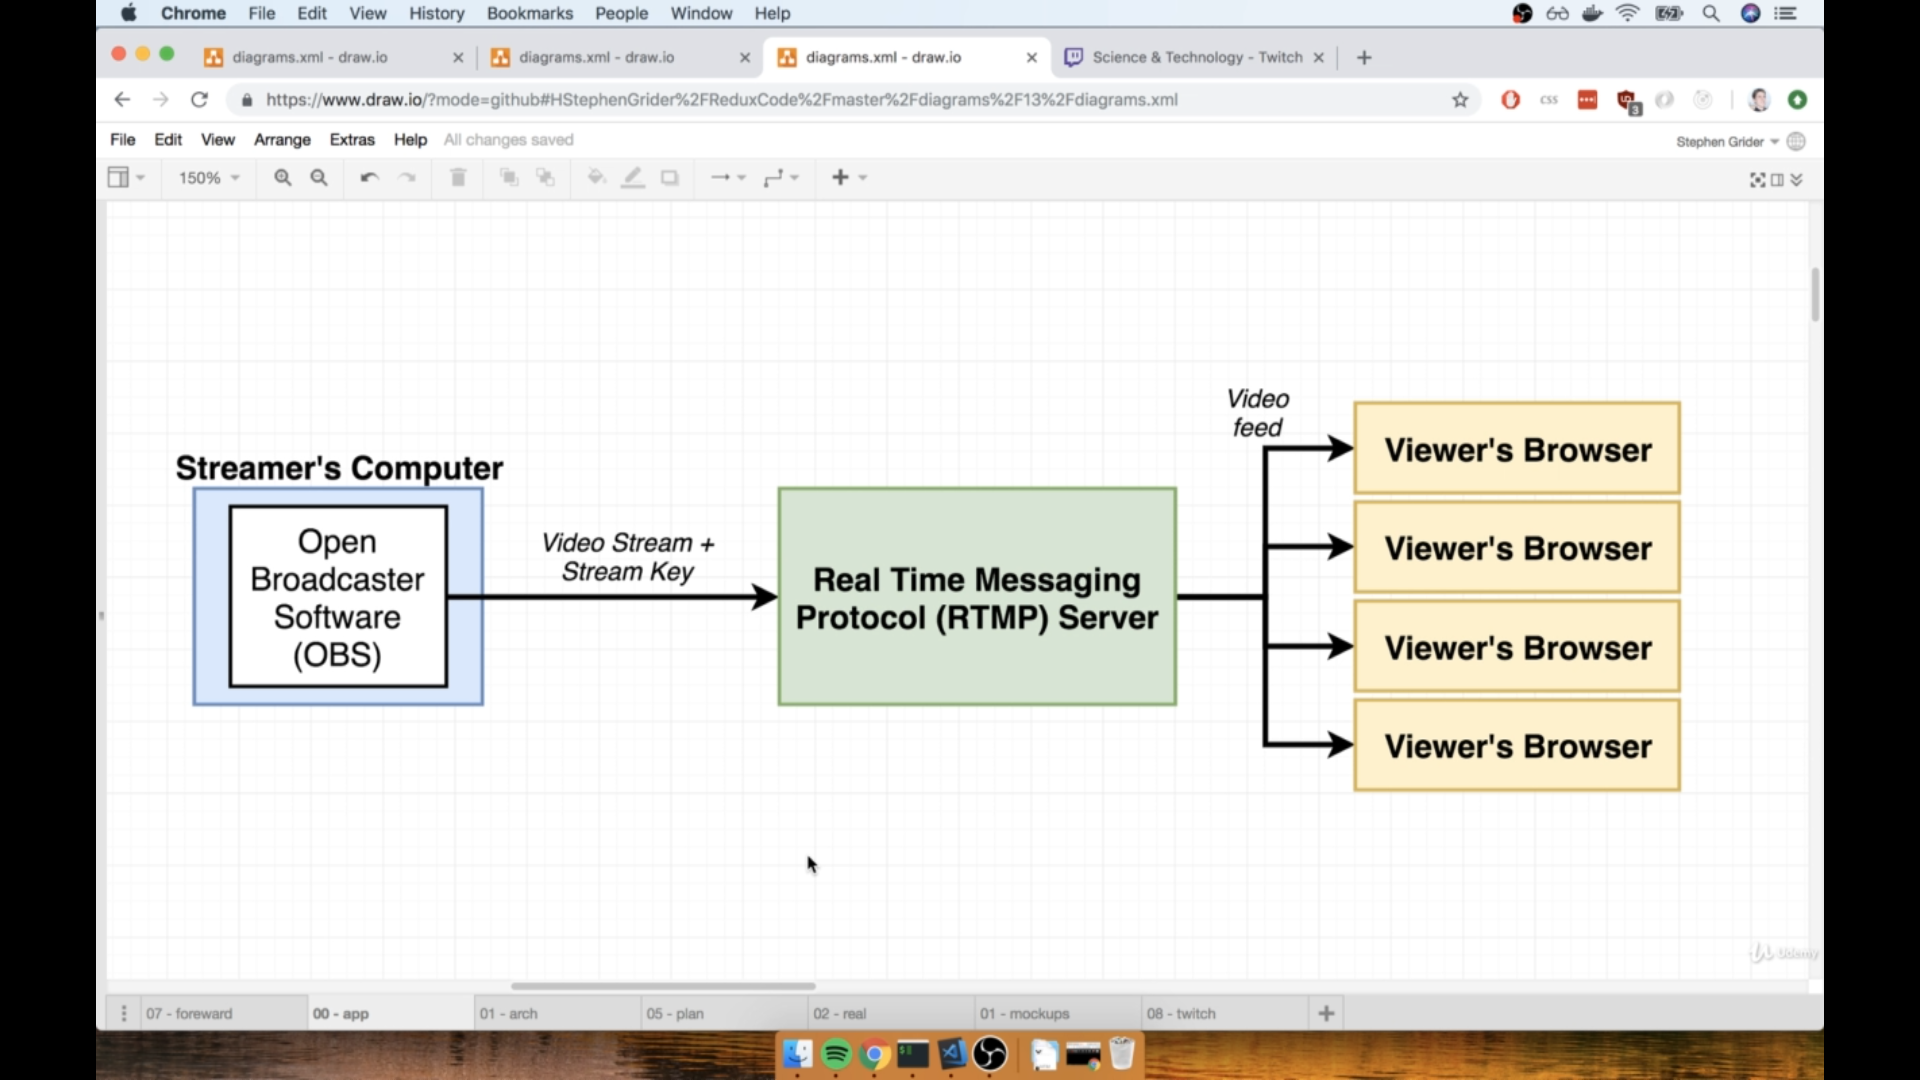 Chrome File Edit View History Bookmarks People Window Help
diagrams.xml - draw.io
diagrams.xml - draw.io
diagrams.xml - draw.io
Science & Technology - Twitch
https://www.draw.io/?mode=github#HStephenGrider%2FReduxCode%2Fmaster%2Fdiagrams%2F13%2Fdiagrams.xml
CSS
3
File Edit View Arrange Extras Help All changes saved
Stephen Grider
150%
Video
feed
Streamer's Computer
Open
Broadcaster
Software
(OBS)
Video Stream +
Stream Key
Real Time Messaging
Protocol (RTMP) Server
Viewer's Browser
Viewer's Browser
Viewer's Browser
Viewer's Browser
Udemy
07 - foreward
00 - app
01 - arch
05 - plan
02 - real
01 - mockups
08 - twitch